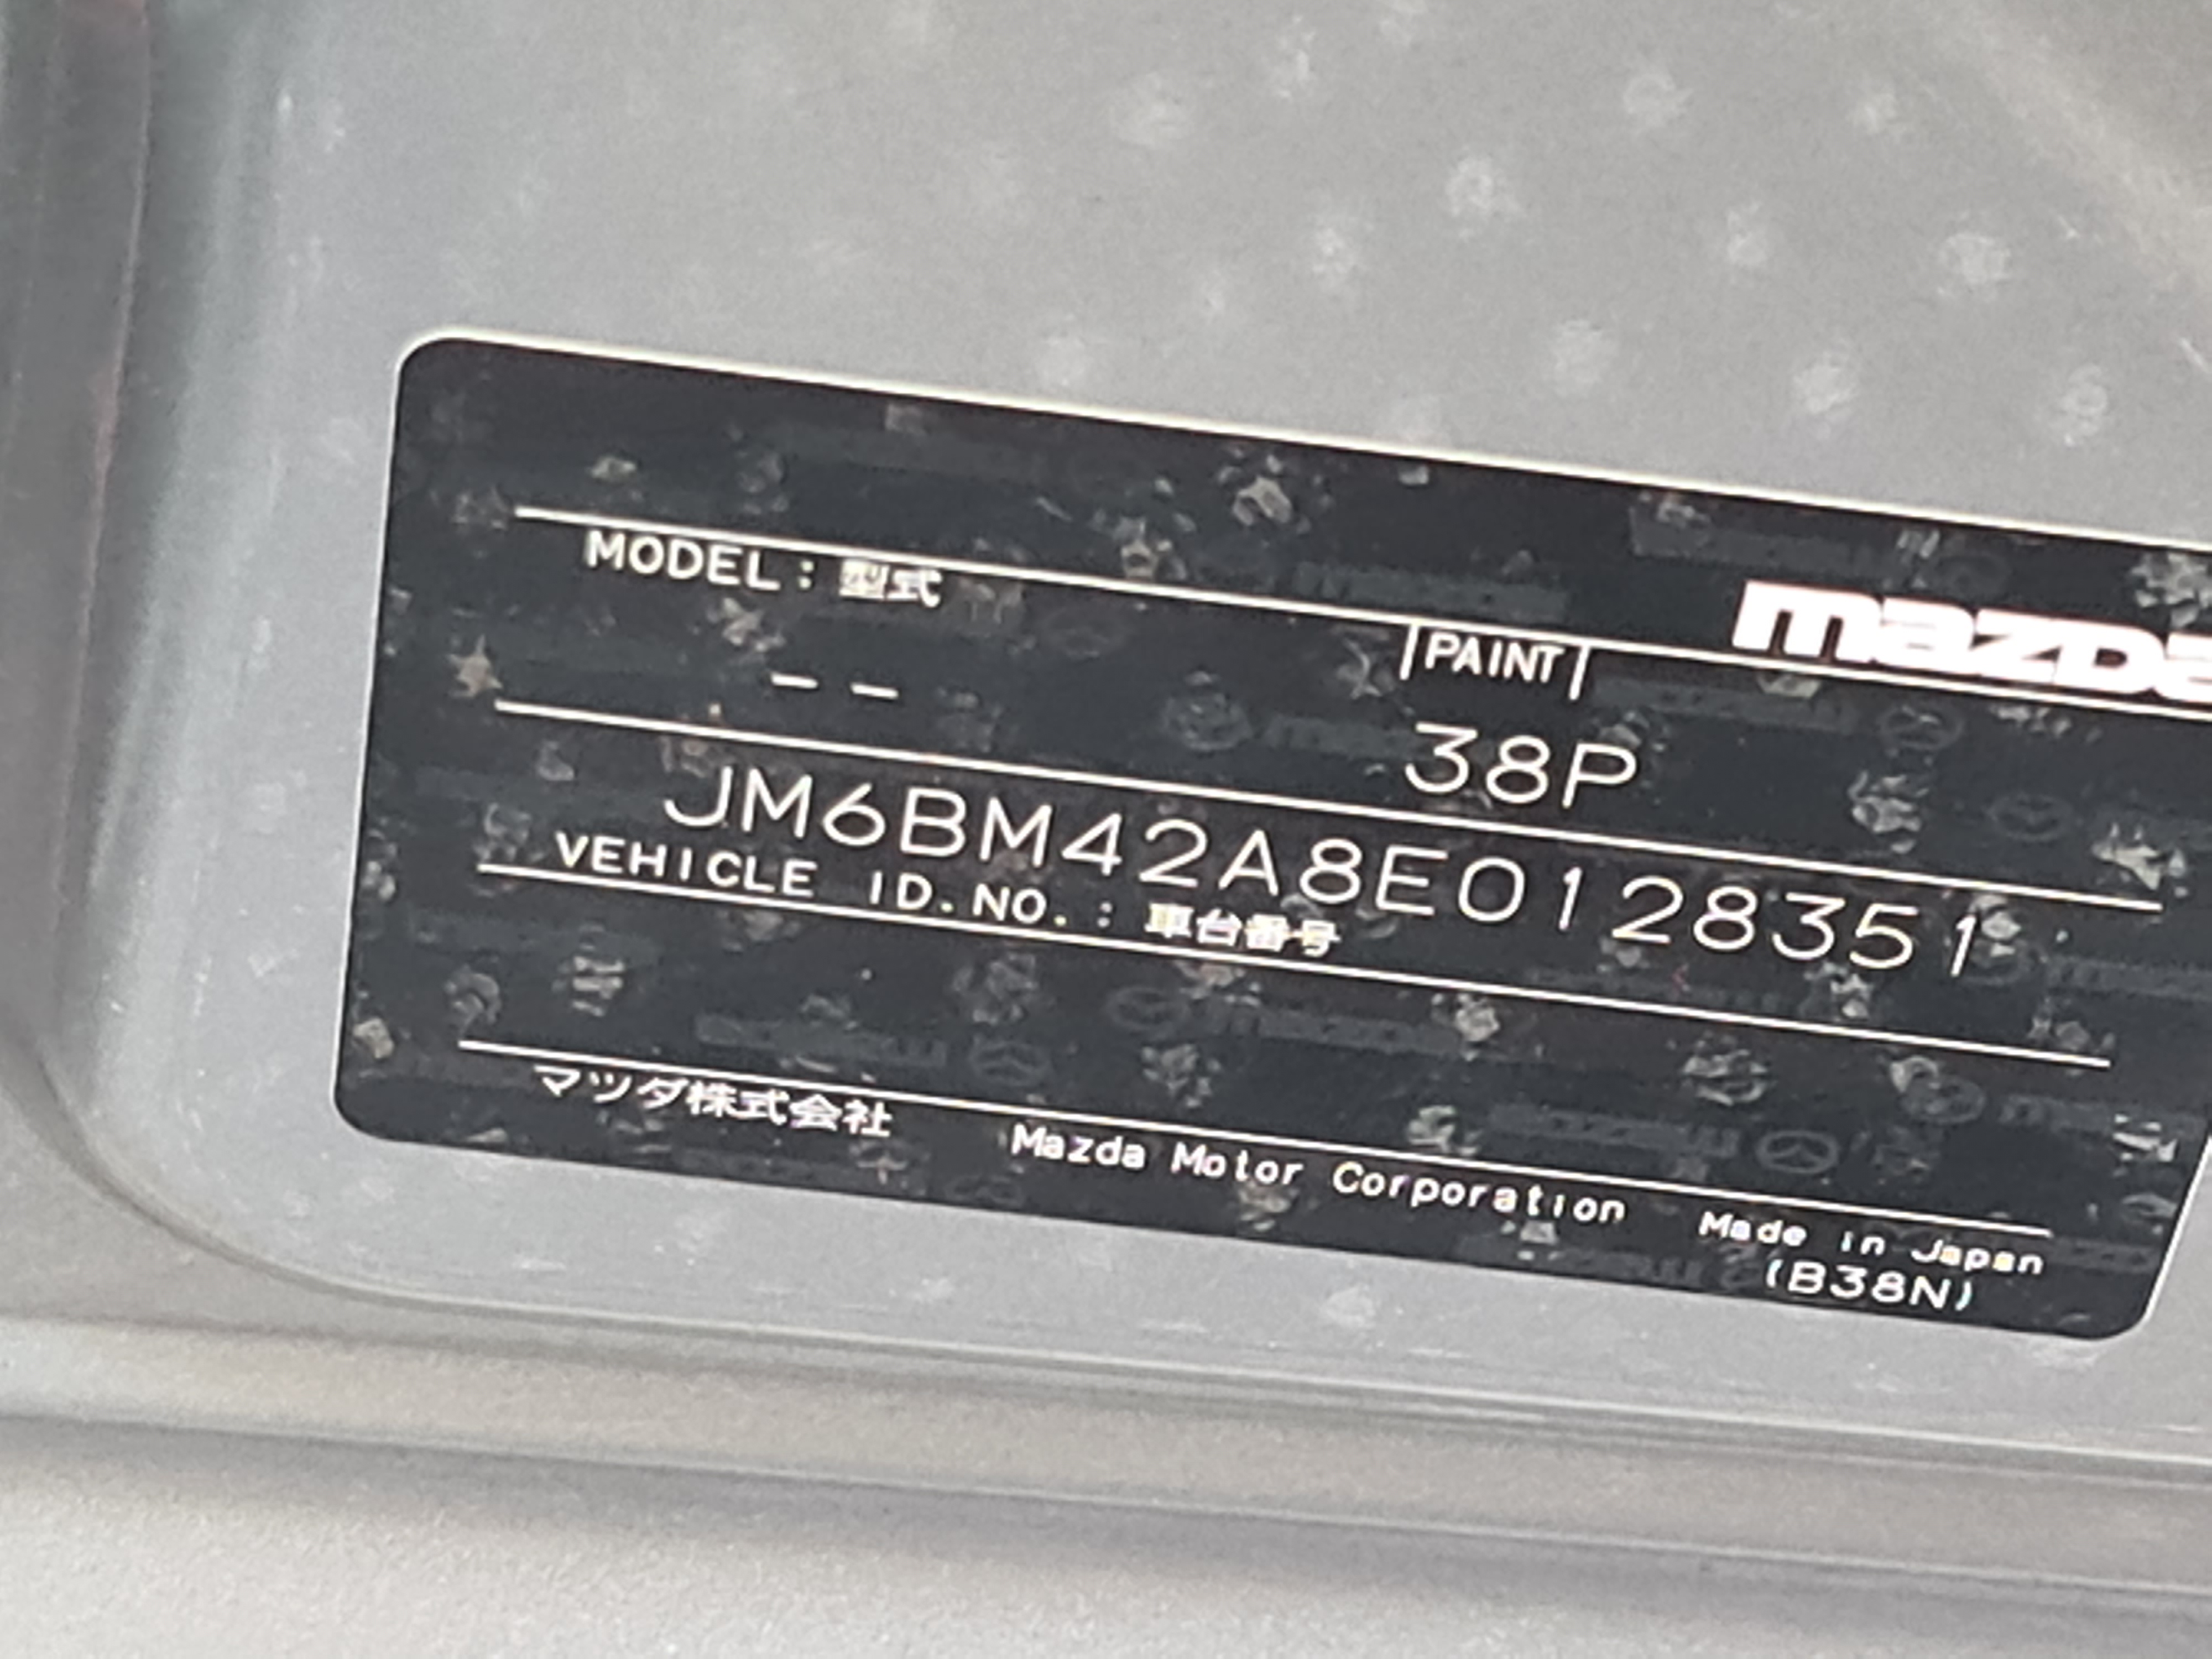 mazda
MODEL: 型式
PAINT
--
38P
JM6BM42A8E0128351
VEHICLE ID.NO.: 車台番号
マツダ株式会社 Mazda Motor Corporation Made in Japan
(B38N)